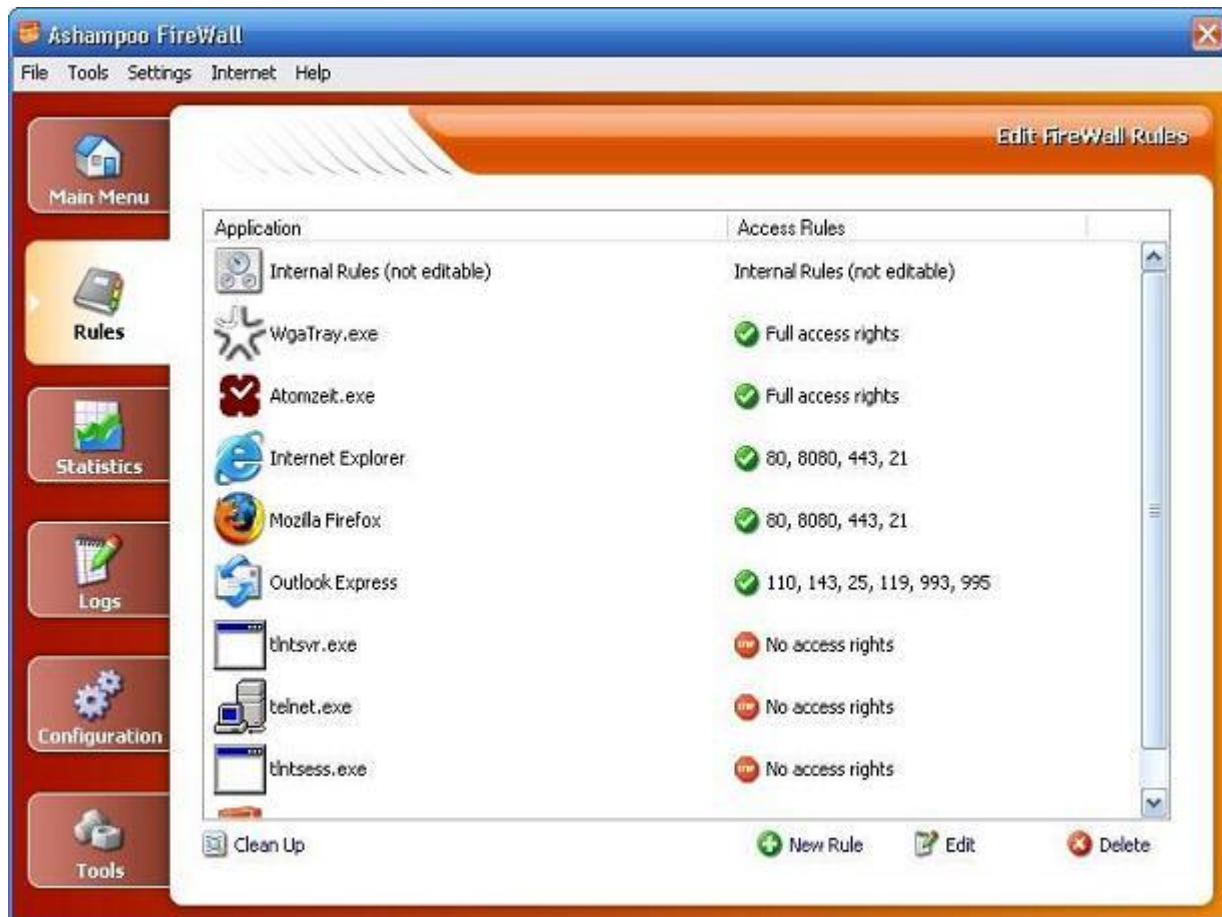 Ashampoo FireWall
File Tools Settings Internet Help
Edit FireWall Rules
Main Menu
Rules
Statistics
Logs
Configuration
Tools
Application Access Rules
Internal Rules (not editable) Internal Rules (not editable)
WgaTray.exe Full access rights
Atomzeit.exe Full access rights
Internet Explorer 80, 8080, 443, 21
Mozilla Firefox 80, 8080, 443, 21
Outlook Express 110, 143, 25, 119, 993, 995
tlntsvr.exe No access rights
telnet.exe No access rights
tlntsess.exe No access rights
Clean Up New Rule Edit Delete